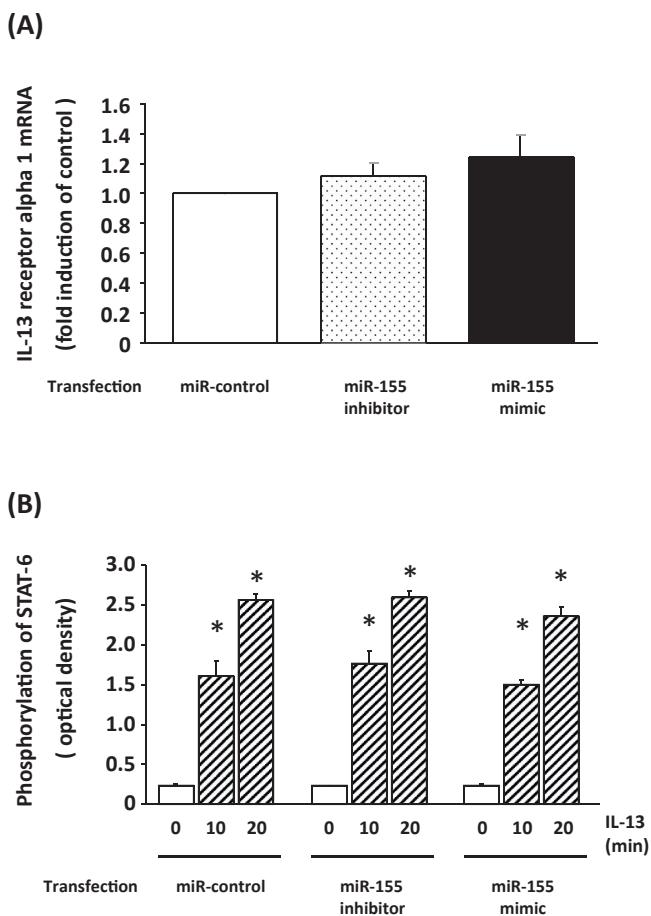 (A)
IL-13 receptor alpha 1 mRNA
(fold induction of control )
1.6
1.4
1.2
1.0
0.8
0.6
0.4
0.2
0
Transfection miR-control miR-155 inhibitor miR-155 mimic
(B)
Phosphorylation of STAT-6
( optical density)
3.0
2.5
2.0
1.5
1.0
0.5
0
* * * * * *
0 10 20 0 10 20 0 10 20 IL-13 (min)
Transfection miR-control miR-155 inhibitor miR-155 mimic